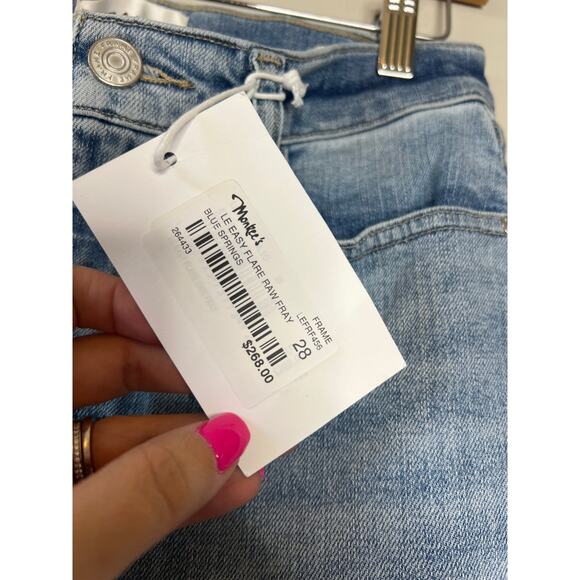 Monkee's
LE EASY FLARE RAW FRAY
BLUE SPRINGS
264433
FRAME
LEFRF456
28
$268.00